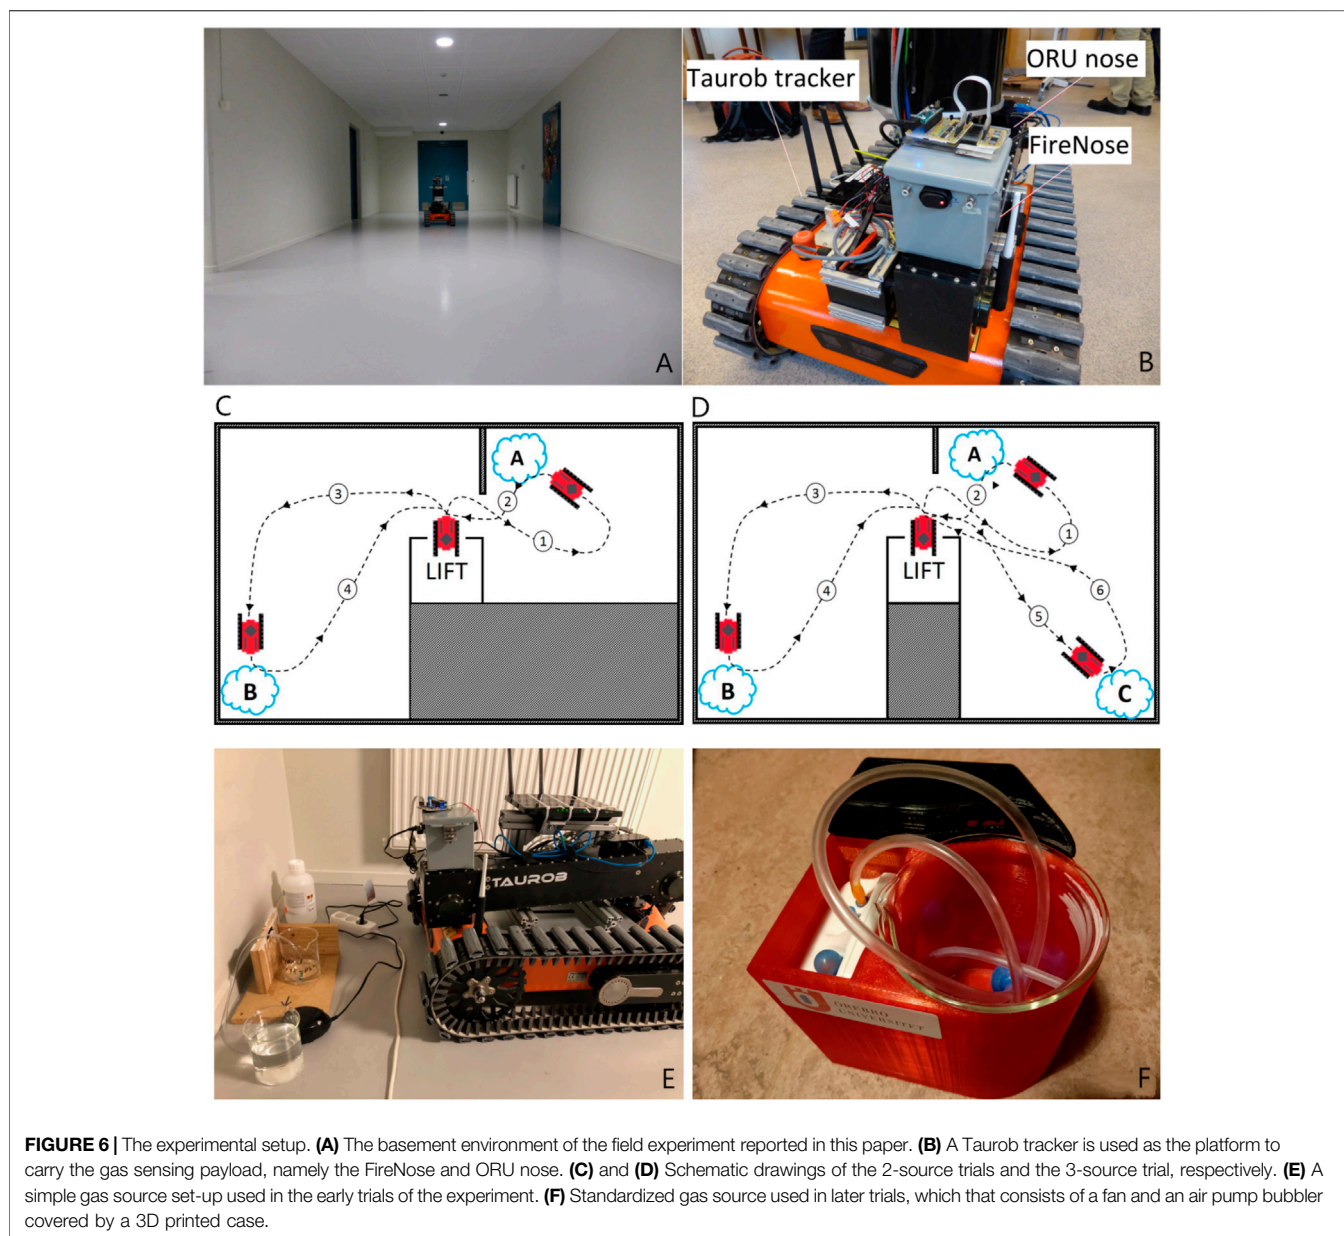 A
Taurob tracker
ORU nose
FireNose
B
C
A
3
2
1
LIFT
4
B
D
A
3
2
1
LIFT
4
6
5
B
C
TAUROB
E
ÖREBRO
UNIVERSITET
F
FIGURE 6 | The experimental setup. (A) The basement environment of the field experiment reported in this paper. (B) A Taurob tracker is used as the platform to
carry the gas sensing payload, namely the FireNose and ORU nose. (C) and (D) Schematic drawings of the 2-source trials and the 3-source trial, respectively. (E) A
simple gas source set-up used in the early trials of the experiment. (F) Standardized gas source used in later trials, which that consists of a fan and an air pump bubbler
covered by a 3D printed case.